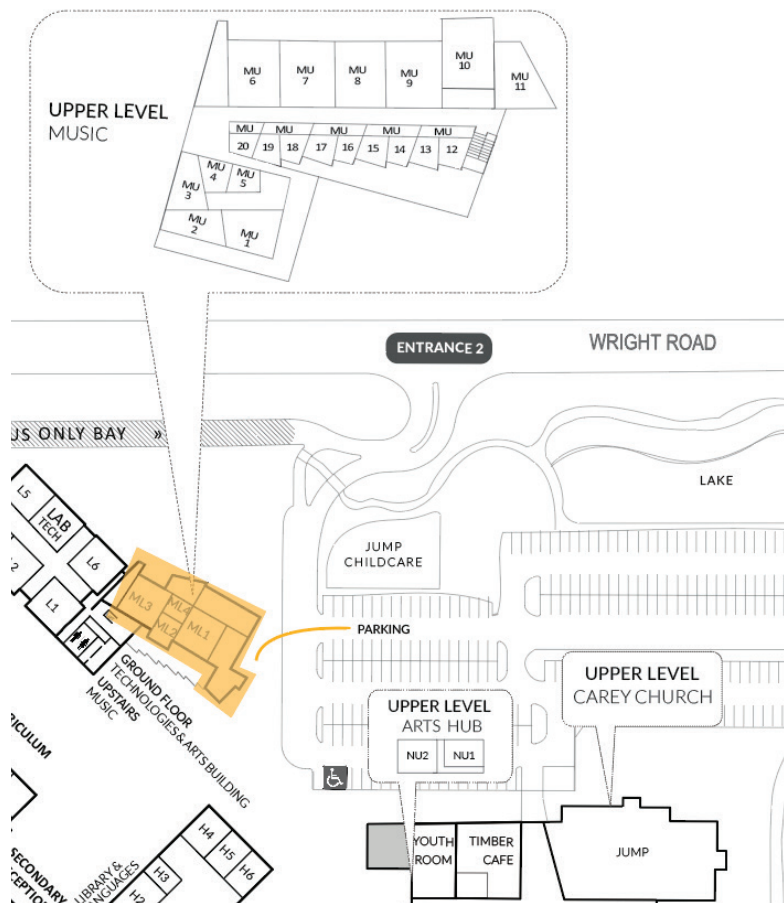 UPPER LEVEL
MUSIC
MU
6
MU
7
MU
8
MU
9
MU
10
MU
11
MU MU MU MU MU
20 19 18 17 16 15 14 13 12
MU
4
MU
5
MU
3
MU
2
MU
1
ENTRANCE 2
WRIGHT ROAD
US ONLY BAY »
LAKE
L5
LAB
TECH
L6
L2
L1
JUMP
CHILDCARE
ML3
ML4
ML2
ML1
PARKING
GROUND FLOOR
TECHNOLOGIES & ARTS BUILDING
UPSTAIRS
MUSIC
UPPER LEVEL
CAREY CHURCH
UPPER LEVEL
ARTS HUB
NU2
NU1
RICULUM
H4
H5
H6
H3
H2
YOUTH
ROOM
TIMBER
CAFE
JUMP
SECONDARY
CEPTION
LIBRARY &
NGUAGES